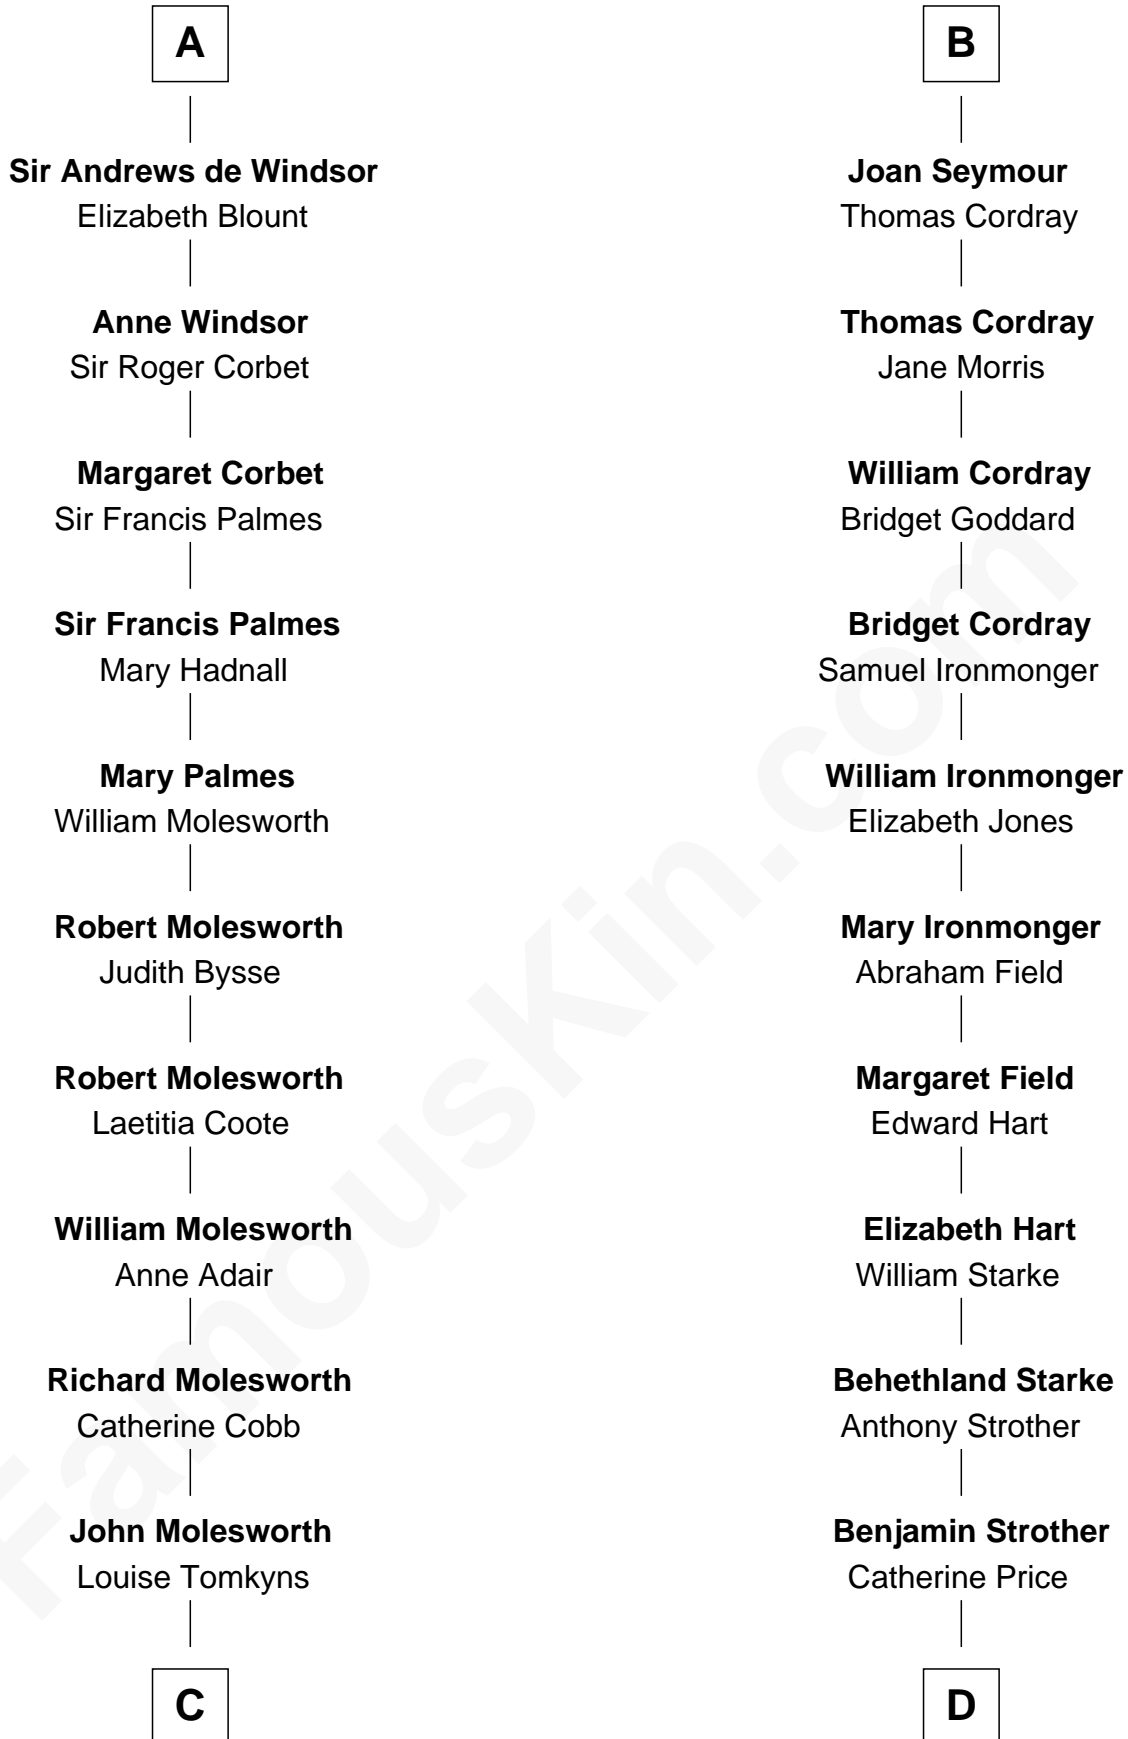 A
Sir Andrews de Windsor
Elizabeth Blount
Anne Windsor
Sir Roger Corbet
Margaret Corbet
Sir Francis Palmes
Sir Francis Palmes
Mary Hadnall
Mary Palmes
William Molesworth
Robert Molesworth
Judith Bysse
Robert Molesworth
Laetitia Coote
William Molesworth
Anne Adair
Richard Molesworth
Catherine Cobb
John Molesworth
Louise Tomkyns
C
B
Joan Seymour
Thomas Cordray
Thomas Cordray
Jane Morris
William Cordray
Bridget Goddard
Bridget Cordray
Samuel Ironmonger
William Ironmonger
Elizabeth Jones
Mary Ironmonger
Abraham Field
Margaret Field
Edward Hart
Elizabeth Hart
William Starke
Behethland Starke
Anthony Strother
Benjamin Strother
Catherine Price
D
FamousKin.com